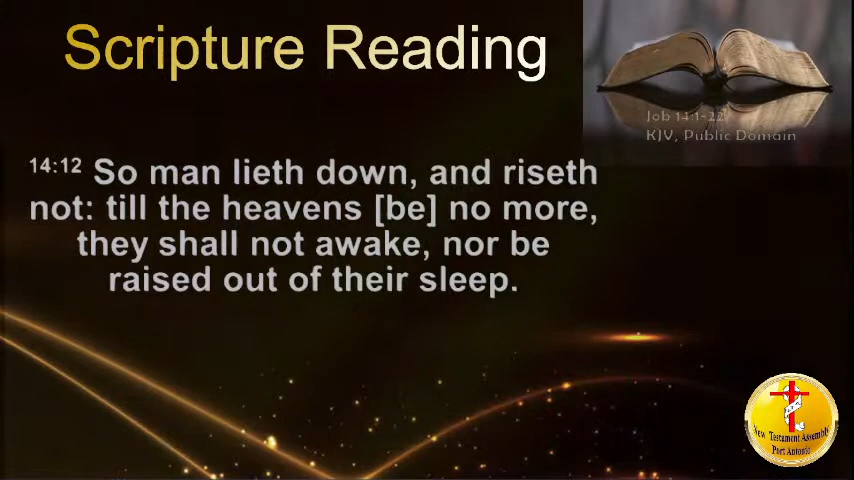 Scripture Reading
Job 14:1-22
KJV, Public Domain
14:12 So man lieth down, and riseth
not: till the heavens [be] no more,
they shall not awake, nor be
raised out of their sleep.
New Testament Assembly
Port Antonio